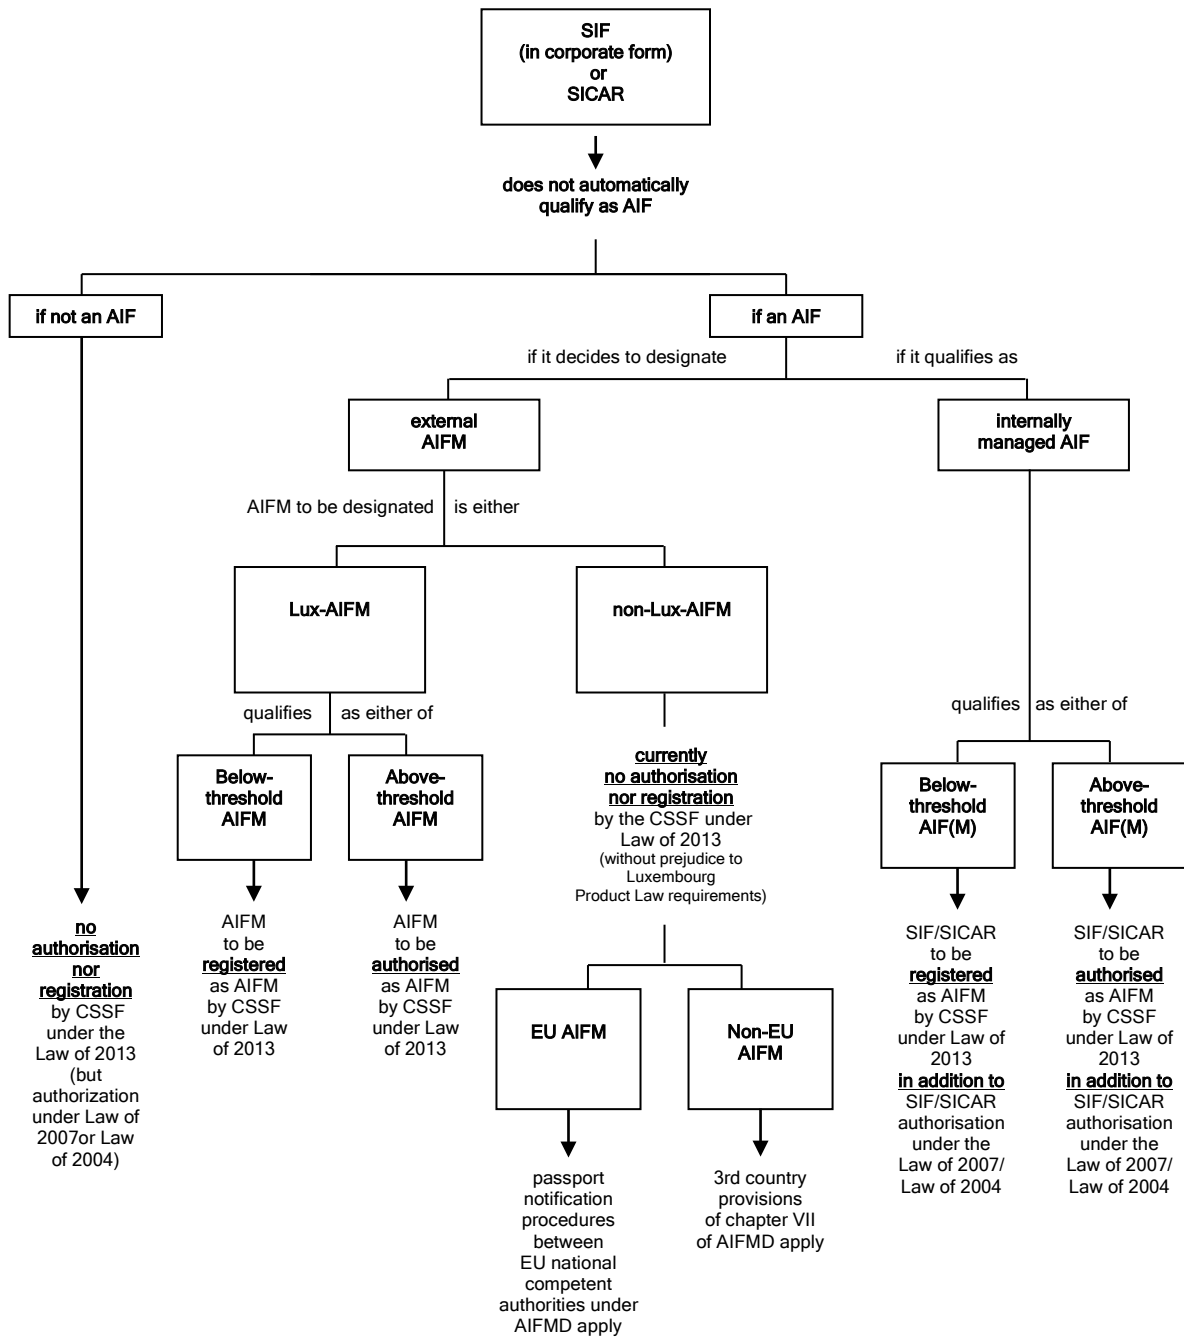 SIF
(in corporate form)
or
SICAR
does not automatically
qualify as AIF
if not an AIF
if an AIF
if it decides to designate
if it qualifies as
external
AIFM
internally
managed AIF
AIFM to be designated
is either
Lux-AIFM
non-Lux-AIFM
qualifies
as either of
Below-
threshold
AIFM
Above-
threshold
AIFM
currently
no authorisation
nor registration
by the CSSF under
Law of 2013
(without prejudice to
Luxembourg
Product Law requirements)
qualifies
as either of
Below-
threshold
AIF(M)
Above-
threshold
AIF(M)
no
authorisation
nor
registration
by CSSF
under the
Law of 2013
(but
authorization
under Law of
2007or Law
of 2004)
AIFM
to be
registered
as AIFM
by CSSF
under Law
of 2013
AIFM
to be
authorised
as AIFM
by CSSF
under Law
of 2013
EU AIFM
Non-EU
AIFM
passport
notification
procedures
between
EU national
competent
authorities under
AIFMD apply
3rd country
provisions
of chapter VII
of AIFMD apply
SIF/SICAR
to be
registered
as AIFM
by CSSF
under Law of
2013
in addition to
SIF/SICAR
authorisation
under the
Law of 2007/
Law of 2004
SIF/SICAR
to be
authorised
as AIFM
by CSSF
under Law of
2013
in addition to
SIF/SICAR
authorisation
under the
Law of 2007/
Law of 2004